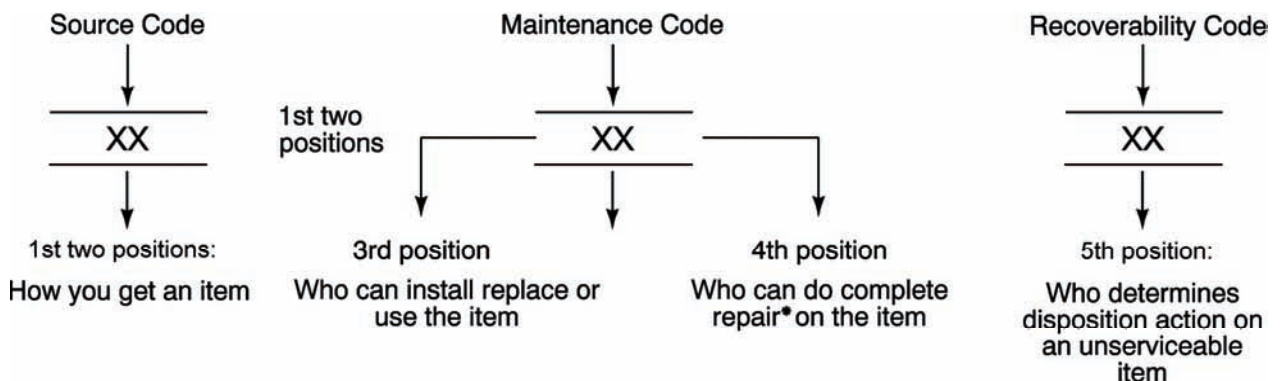 Source Code
Maintenance Code
Recoverability Code
XX
1st two
positions
XX
XX
1st two positions:
How you get an item
3rd position
Who can install replace or
use the item
4th position
Who can do complete
repair* on the item
5th position:
Who determines
disposition action on
an unserviceable
item